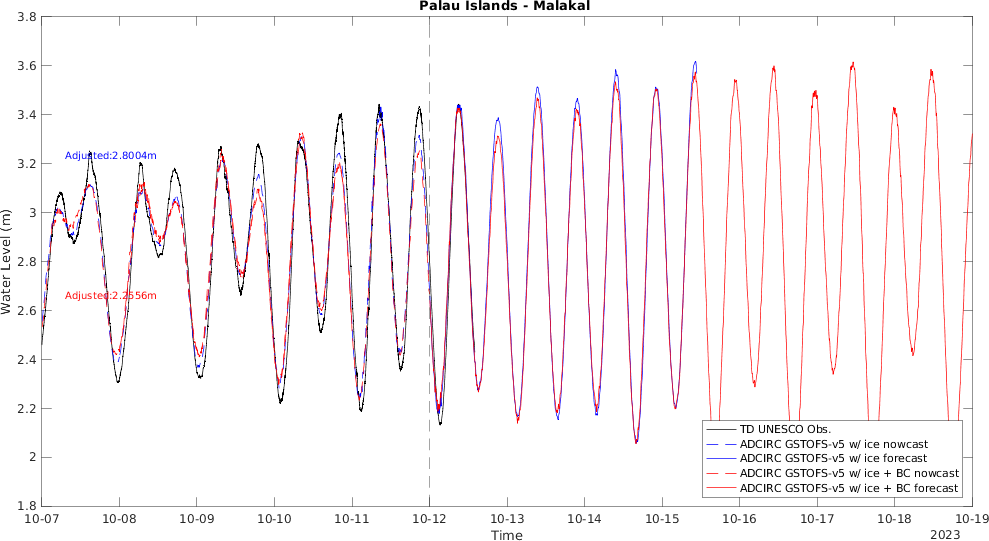 Palau Islands - Malakal
3.8
3.6
3.4
3.2
3
2.8
2.6
2.4
2.2
2
1.8
Water Level (m)
Adjusted:2.8004m
Adjusted:2.2556m
TD UNESCO Obs.
ADCIRC GSTOFS-v5 w/ ice nowcast
ADCIRC GSTOFS-v5 w/ ice forecast
ADCIRC GSTOFS-v5 w/ ice + BC nowcast
ADCIRC GSTOFS-v5 w/ ice + BC forecast
10-07 10-08 10-09 10-10 10-11 10-12 10-13 10-14 10-15 10-16 10-17 10-18 10-19
Time
2023